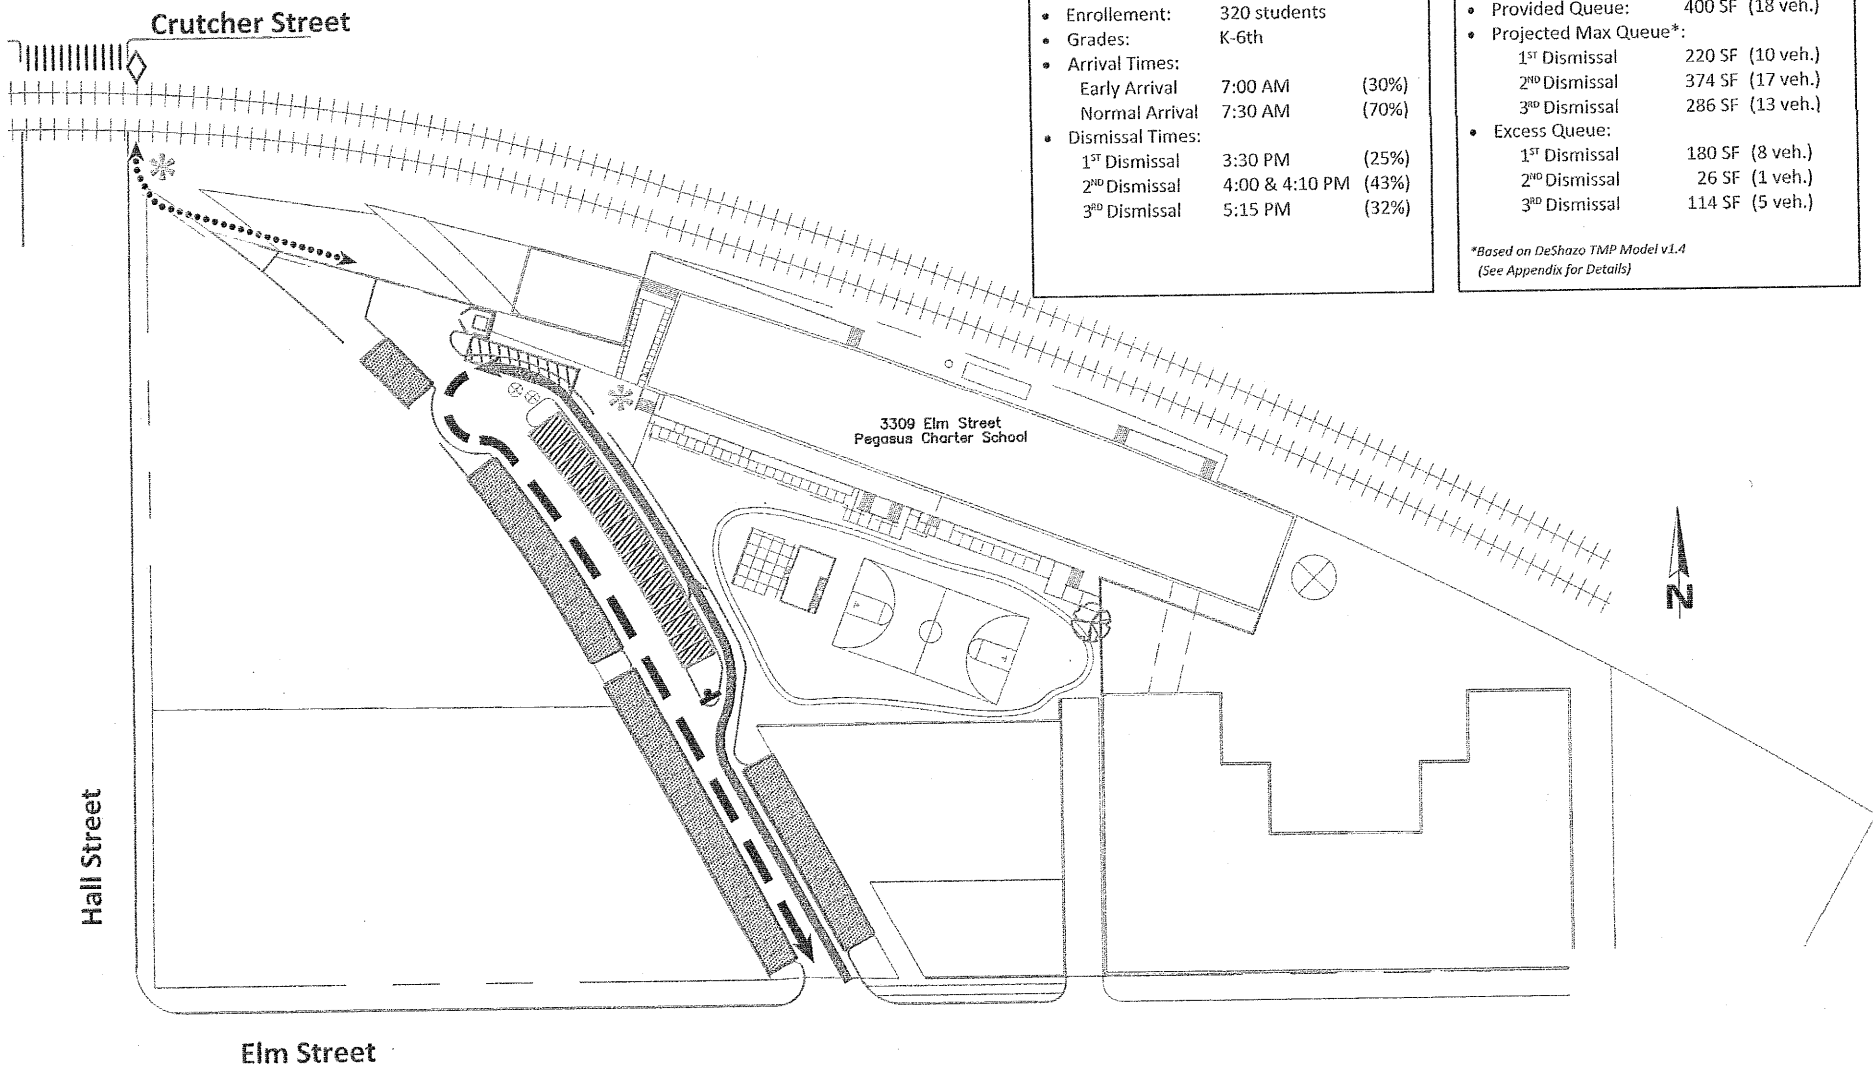 Crutcher Street
• Enrollement: 320 students
• Grades: K-6th
• Arrival Times:
Early Arrival 7:00 AM (30%)
Normal Arrival 7:30 AM (70%)
• Dismissal Times:
1ST Dismissal 3:30 PM (25%)
2ND Dismissal 4:00 & 4:10 PM (43%)
3RD Dismissal 5:15 PM (32%)
• Provided Queue: 400 SF (18 veh.)
• Projected Max Queue*:
1ST Dismissal 220 SF (10 veh.)
2ND Dismissal 374 SF (17 veh.)
3RD Dismissal 286 SF (13 veh.)
• Excess Queue:
1ST Dismissal 180 SF (8 veh.)
2ND Dismissal 26 SF (1 veh.)
3RD Dismissal 114 SF (5 veh.)
*Based on DeShazo TMP Model v1.4
(See Appendix for Details)
3309 Elm Street
Pegasus Charter School
N
Hall Street
Elm Street